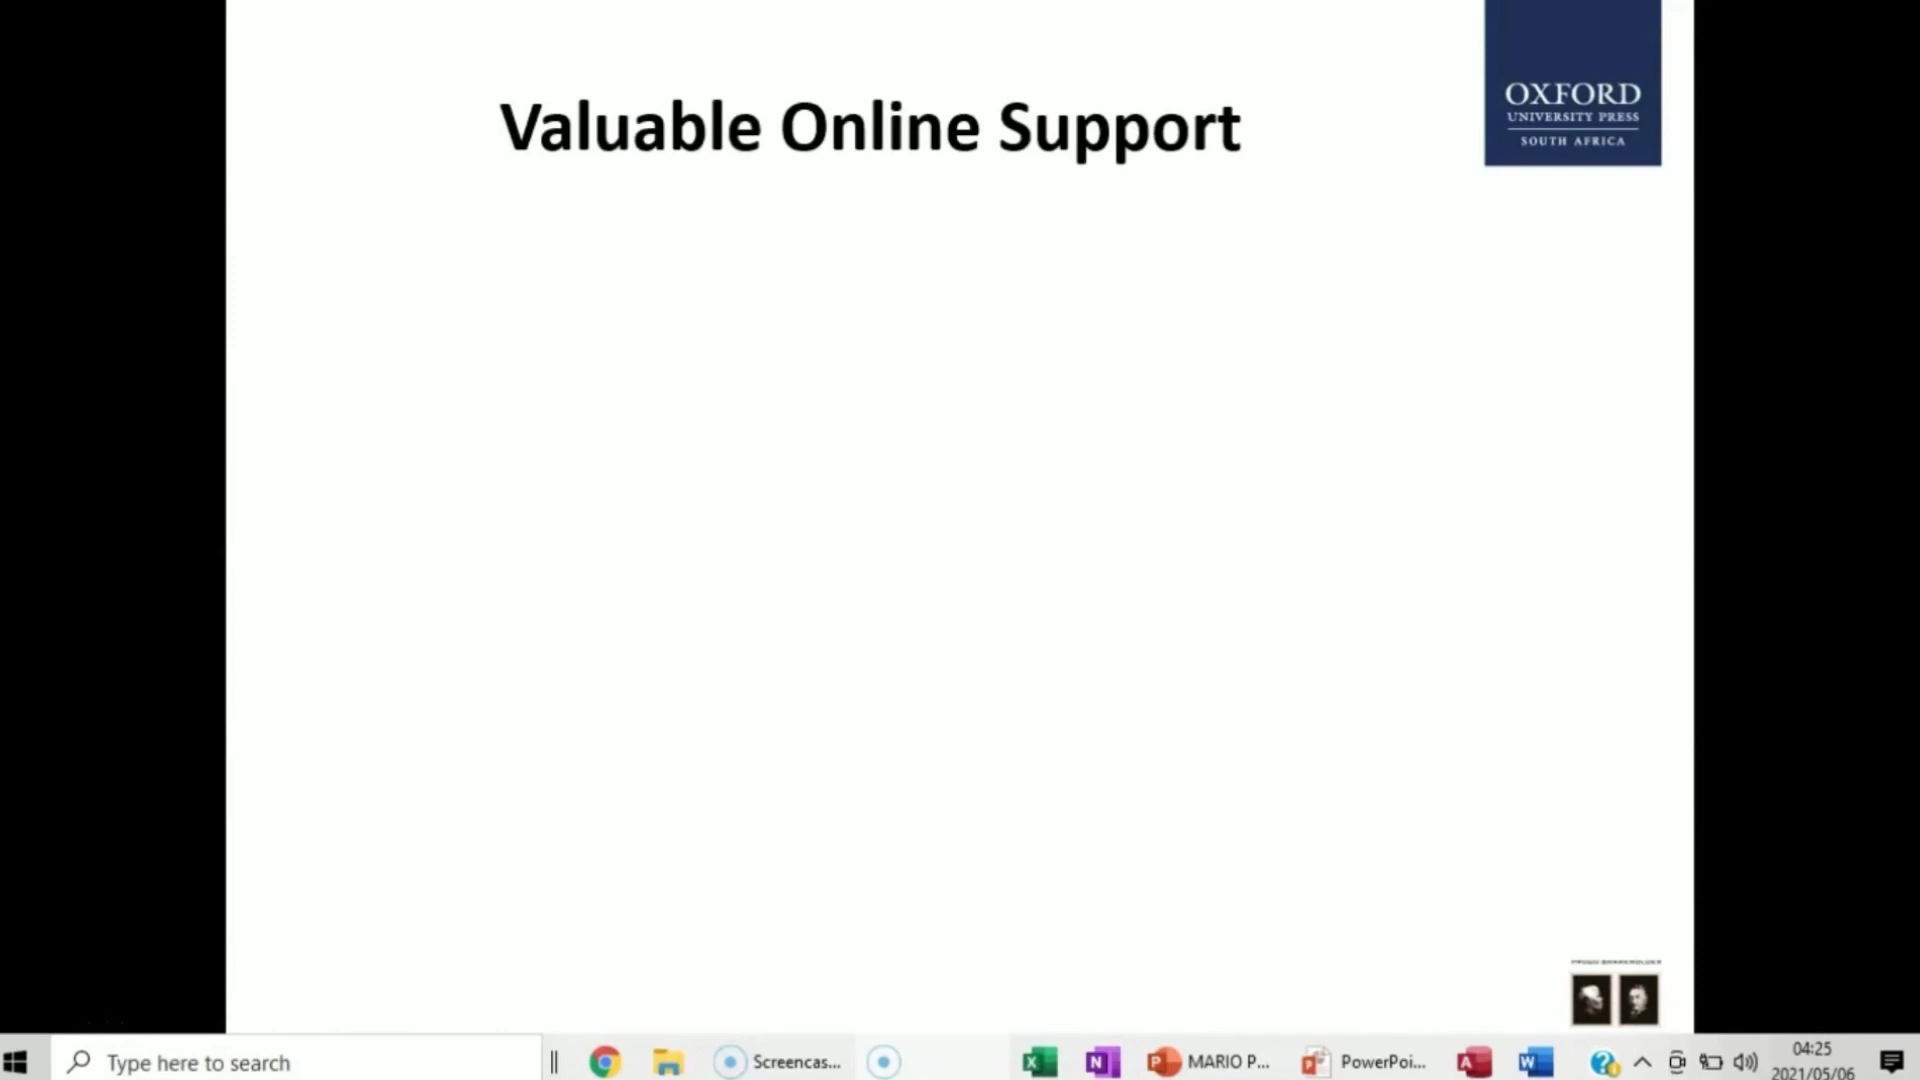 Valuable Online Support
OXFORD
UNIVERSITY PRESS
SOUTH AFRICA
Type here to search
Screencas...
MARIO P...
PowerPoi...
04:25
2021/05/06